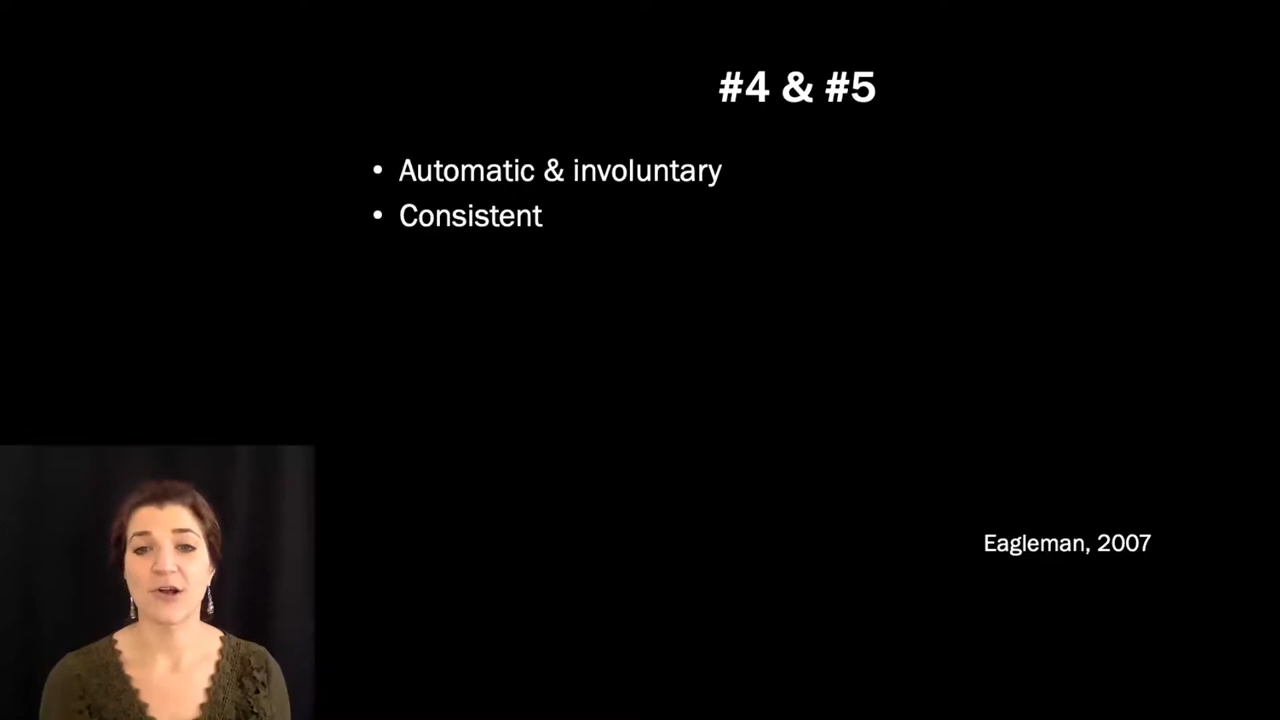 #4 & #5
• Automatic & involuntary
• Consistent
Eagleman, 2007